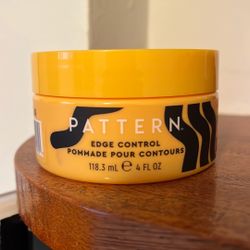 PATTERN
EDGE CONTROL
POMMADE POUR CONTOURS
118.3 mL ℮ 4 FL OZ